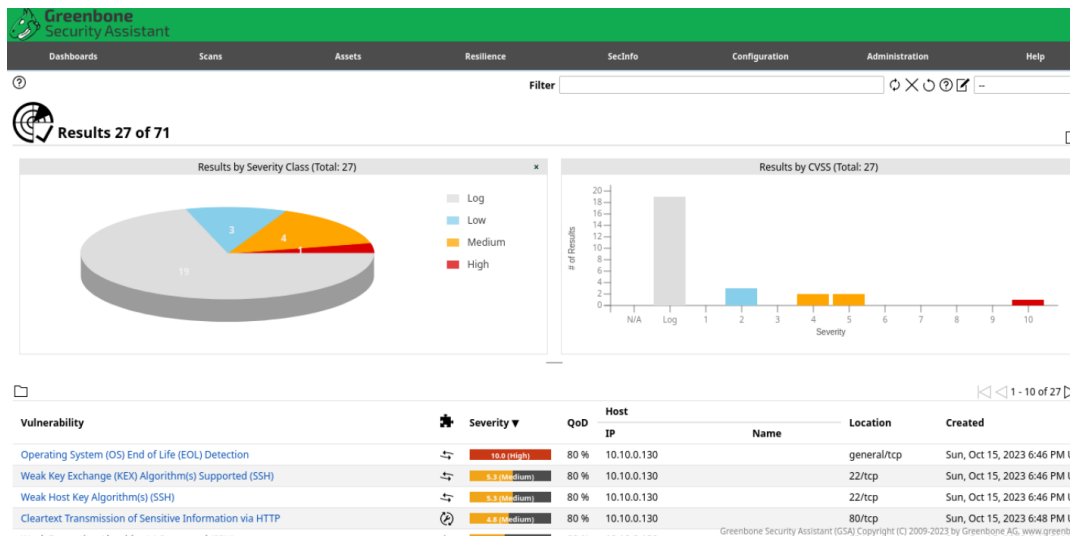 Greenbone
Security Assistant
Dashboards Scans Assets Resilience SecInfo Configuration Administration Help
Filter --
Results 27 of 71
Results by Severity Class (Total: 27) ×
Results by CVSS (Total: 27)
Log
Low
Medium
High
3
4
1
19
# of Results
20
18
16
14
12
10
8
6
4
2
0
N/A Log 1 2 3 4 5 6 7 8 9 10
Severity
1 - 10 of 27
Vulnerability Severity ▼ QoD Host Location Created
IP Name
Operating System (OS) End of Life (EOL) Detection 10.0 (High) 80 % 10.10.0.130 general/tcp Sun, Oct 15, 2023 6:46 PM
Weak Key Exchange (KEX) Algorithm(s) Supported (SSH) 5.3 (Medium) 80 % 10.10.0.130 22/tcp Sun, Oct 15, 2023 6:46 PM
Weak Host Key Algorithm(s) (SSH) 5.3 (Medium) 80 % 10.10.0.130 22/tcp Sun, Oct 15, 2023 6:46 PM
Cleartext Transmission of Sensitive Information via HTTP 4.8 (Medium) 80 % 10.10.0.130 80/tcp Sun, Oct 15, 2023 6:48 PM
Greenbone Security Assistant (GSA) Copyright (C) 2009-2023 by Greenbone AG, www.greenb